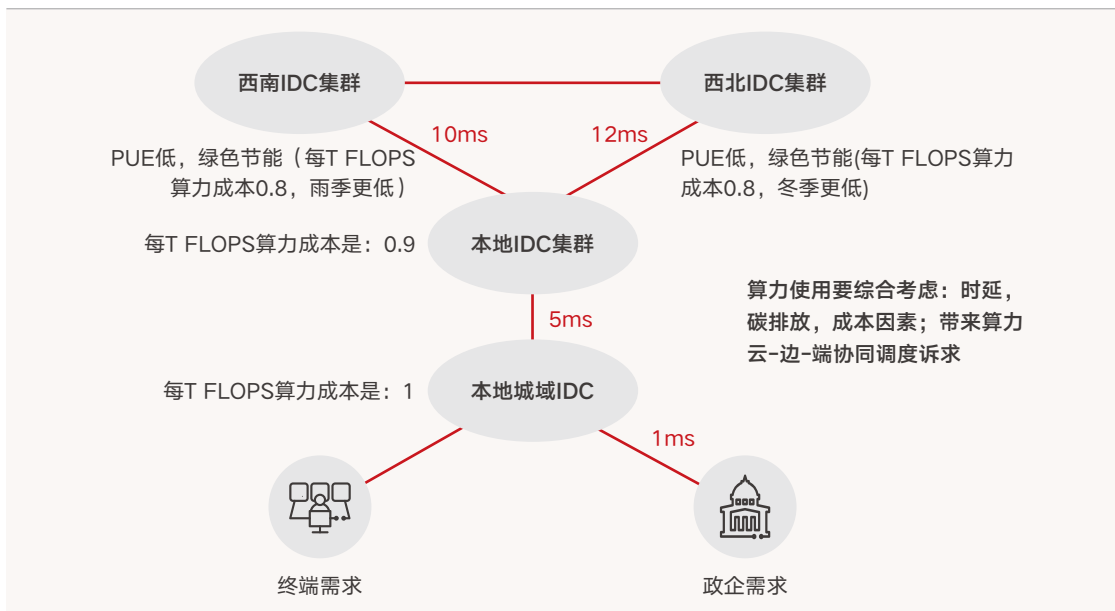 西南IDC集群
西北IDC集群
10ms
12ms
PUE低，绿色节能（每T FLOPS
算力成本0.8，雨季更低）
PUE低，绿色节能(每T FLOPS算力
成本0.8，冬季更低)
每T FLOPS算力成本是：0.9
本地IDC集群
算力使用要综合考虑：时延，
碳排放，成本因素；带来算力
云-边-端协同调度诉求
5ms
每T FLOPS算力成本是：1
本地城域IDC
1ms
终端需求
政企需求